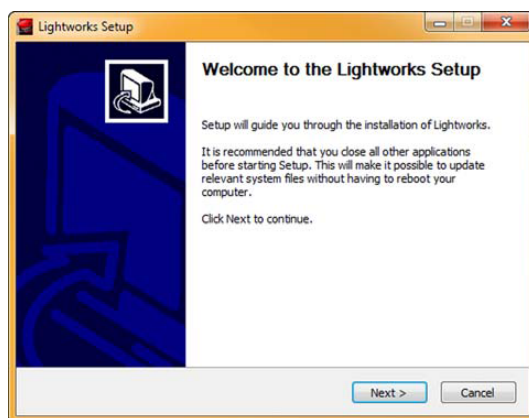 Lightworks Setup
Welcome to the Lightworks Setup
Setup will guide you through the installation of Lightworks.
It is recommended that you close all other applications
before starting Setup. This will make it possible to update
relevant system files without having to reboot your
computer.
Click Next to continue.
Next >
Cancel